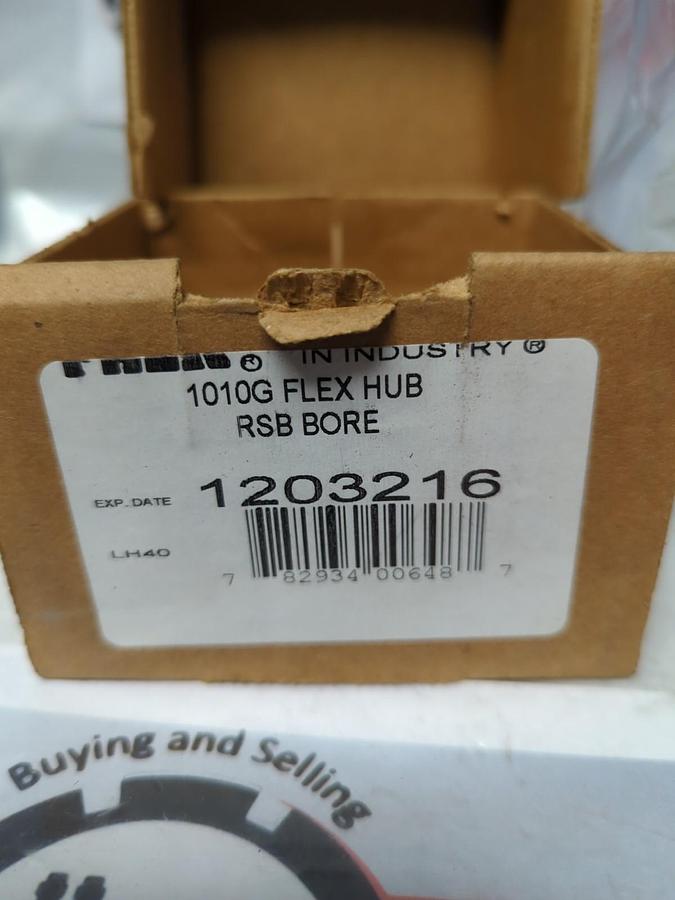 ® IN INDUSTRY®
1010G FLEX HUB
RSB BORE
EXP. DATE 1203216
LH40
7 82934 00648 7
Buying and Selling